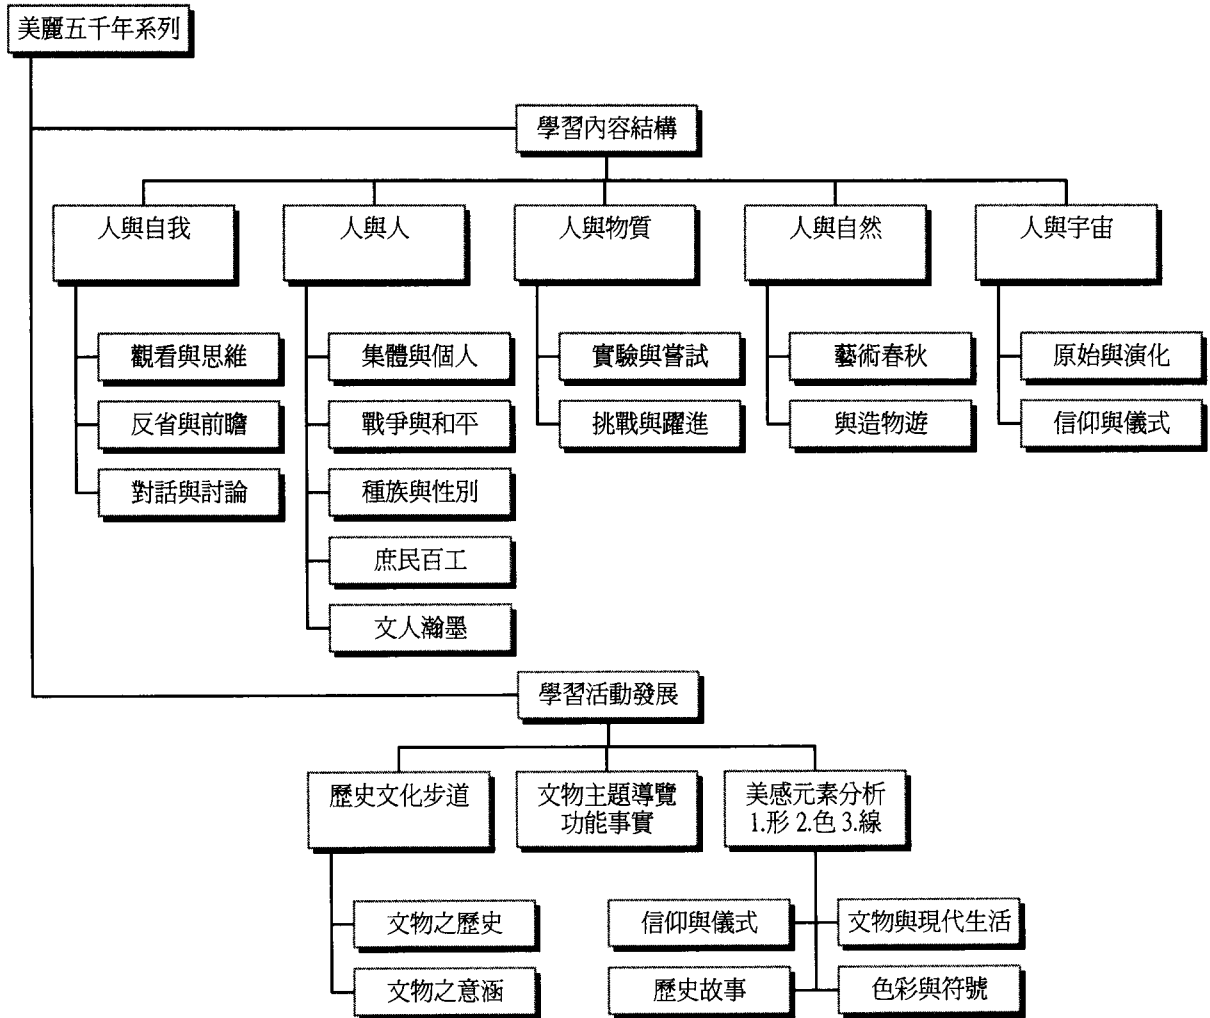 美麗五千年系列
學習內容結構
人與自我
人與人
人與物質
人與自然
人與宇宙
觀看與思維
反省與前瞻
對話與討論
集體與個人
戰爭與和平
種族與性別
庶民百工
文人瀚墨
實驗與嘗試
挑戰與躍進
藝術春秋
與造物遊
原始與演化
信仰與儀式
學習活動發展
歷史文化步道
文物主題導覽
功能事實
美感元素分析
1.形 2.色 3.線
文物之歷史
文物之意涵
信仰與儀式
文物與現代生活
歷史故事
色彩與符號